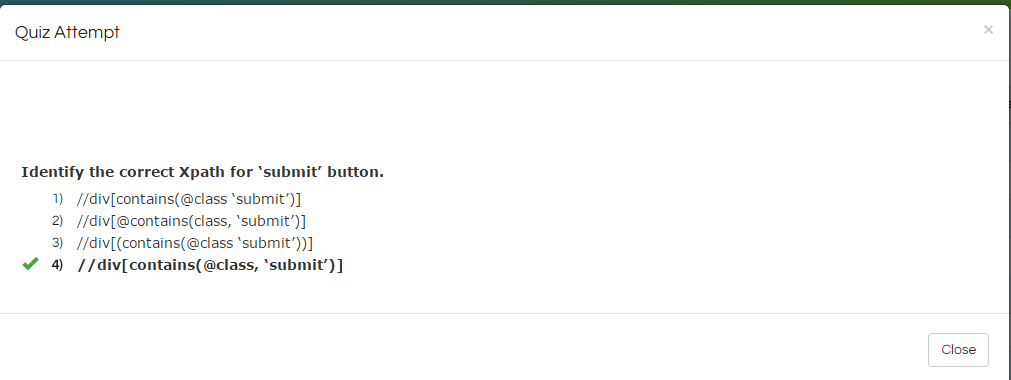 Quiz Attempt ×
Identify the correct Xpath for ‘submit’ button.
1) //div[contains(@class ‘submit’)]
2) //div[@contains(class, ‘submit’)]
3) //div[(contains(@class ‘submit’))]
4) //div[contains(@class, ‘submit’)]
Close